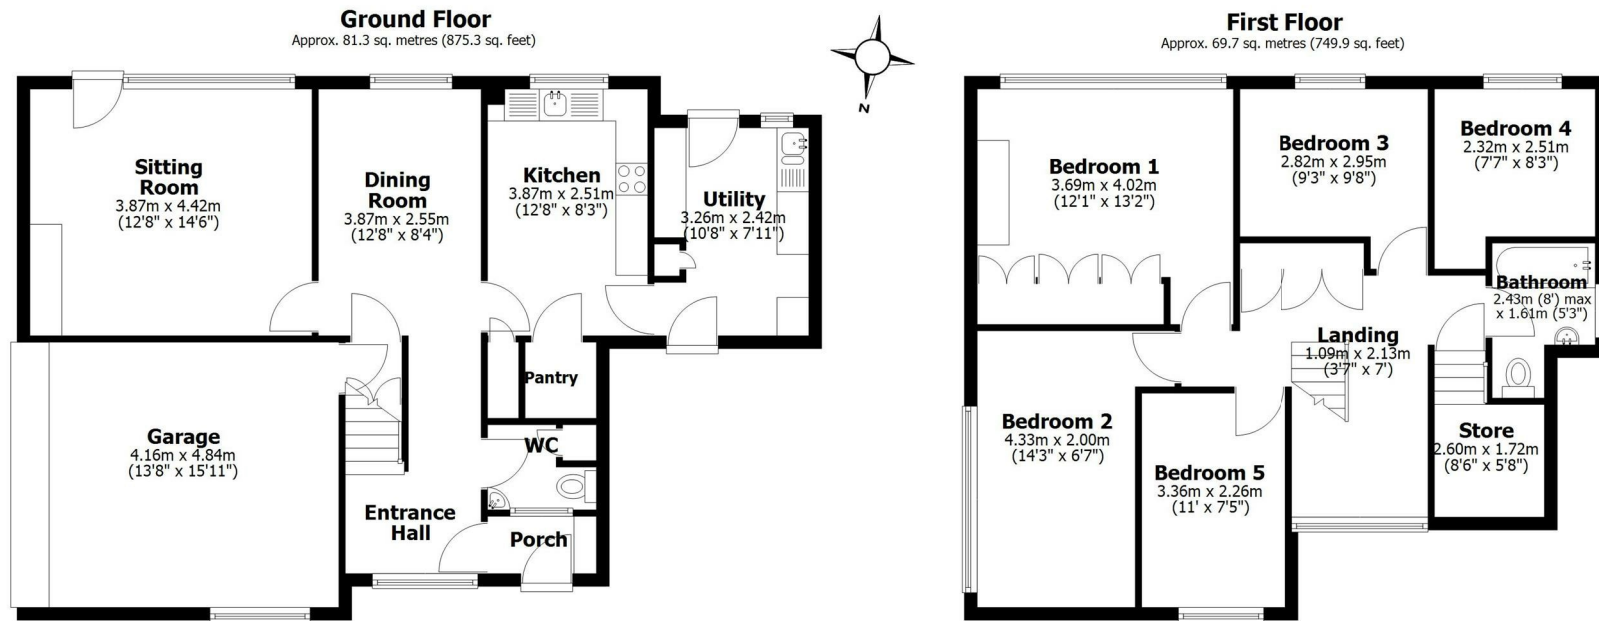 Ground Floor
Approx. 81.3 sq. metres (875.3 sq. feet)
First Floor
Approx. 69.7 sq. metres (749.9 sq. feet)
N
Sitting
Room
3.87m x 4.42m
(12'8" x 14'6")
Dining
Room
3.87m x 2.55m
(12'8" x 8'4")
Kitchen
3.87m x 2.51m
(12'8" x 8'3")
Utility
3.26m x 2.42m
(10'8" x 7'11")
Pantry
Garage
4.16m x 4.84m
(13'8" x 15'11")
WC
Entrance
Hall
Porch
Bedroom 1
3.69m x 4.02m
(12'1" x 13'2")
Bedroom 3
2.82m x 2.95m
(9'3" x 9'8")
Bedroom 4
2.32m x 2.51m
(7'7" x 8'3")
Bathroom
2.43m (8') max
x 1.61m (5'3")
Landing
1.09m x 2.13m
(3'7" x 7')
Bedroom 2
4.33m x 2.00m
(14'3" x 6'7")
Bedroom 5
3.36m x 2.26m
(11' x 7'5")
Store
2.60m x 1.72m
(8'6" x 5'8")